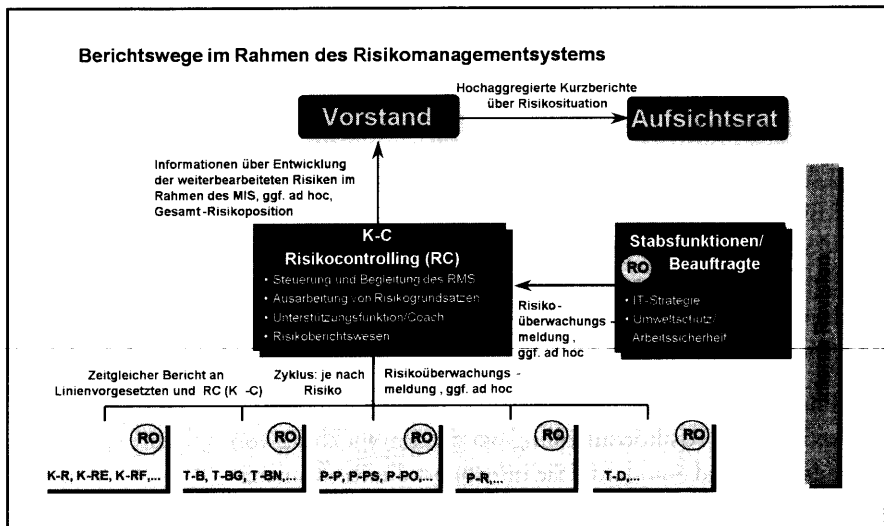 Berichtswege im Rahmen des Risikomanagementsystems
Hochaggregierte Kurzberichte
über Risikosituation
Vorstand
Aufsichtsrat
Informationen über Entwicklung
der weiterbearbeiteten Risiken im
Rahmen des MIS, ggf. ad hoc,
Gesamt-Risikoposition
K-C
Risikocontrolling (RC)
• Steuerung und Begleitung des RMS
• Ausarbeitung von Risikogrundsatzen
• Unterstützungsfunktion/Coach
• Risikoberichtswesen
Stabsfunktionen/
RO Beauftragte
• IT-Strategie
• Umweltschutz/
Arbeitssicherheit
Risiko-
überwachungs -
meldung ,
ggf. ad hoc
Zeitgleicher Bericht an
Linienvorgesetzten und RC (K -C)
Zyklus: je nach
Risiko
Risikoüberwachungs -
meldung , ggf. ad hoc
RO
K-R, K-RE, K-RF,...
RO
T-B, T-BG, T-BN,...
RO
P-P, P-PS, P-PO,...
RO
P-R,...
RO
T-D,...